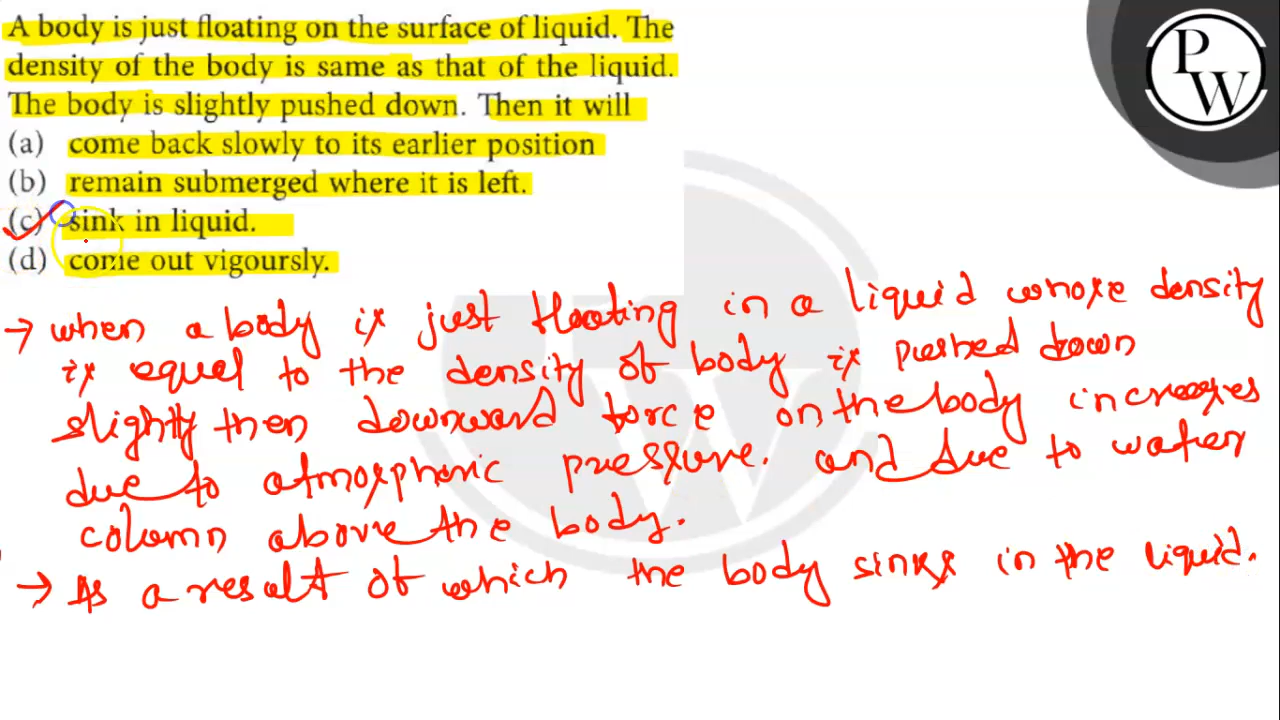 A body is just floating on the surface of liquid. The
density of the body is same as that of the liquid.
The body is slightly pushed down. Then it will
(a) come back slowly to its earlier position
(b) remain submerged where it is left.
(c) sink in liquid.
(d) come out vigoursly.
P
W
→ when a body is just floating in a liquid whose density
is equal to the density of body is pushed down
slightly then downward force on the body increases
due to atmospheric pressure. and due to water
column above the body.
→ As a result of which the body sinks in the liquid.